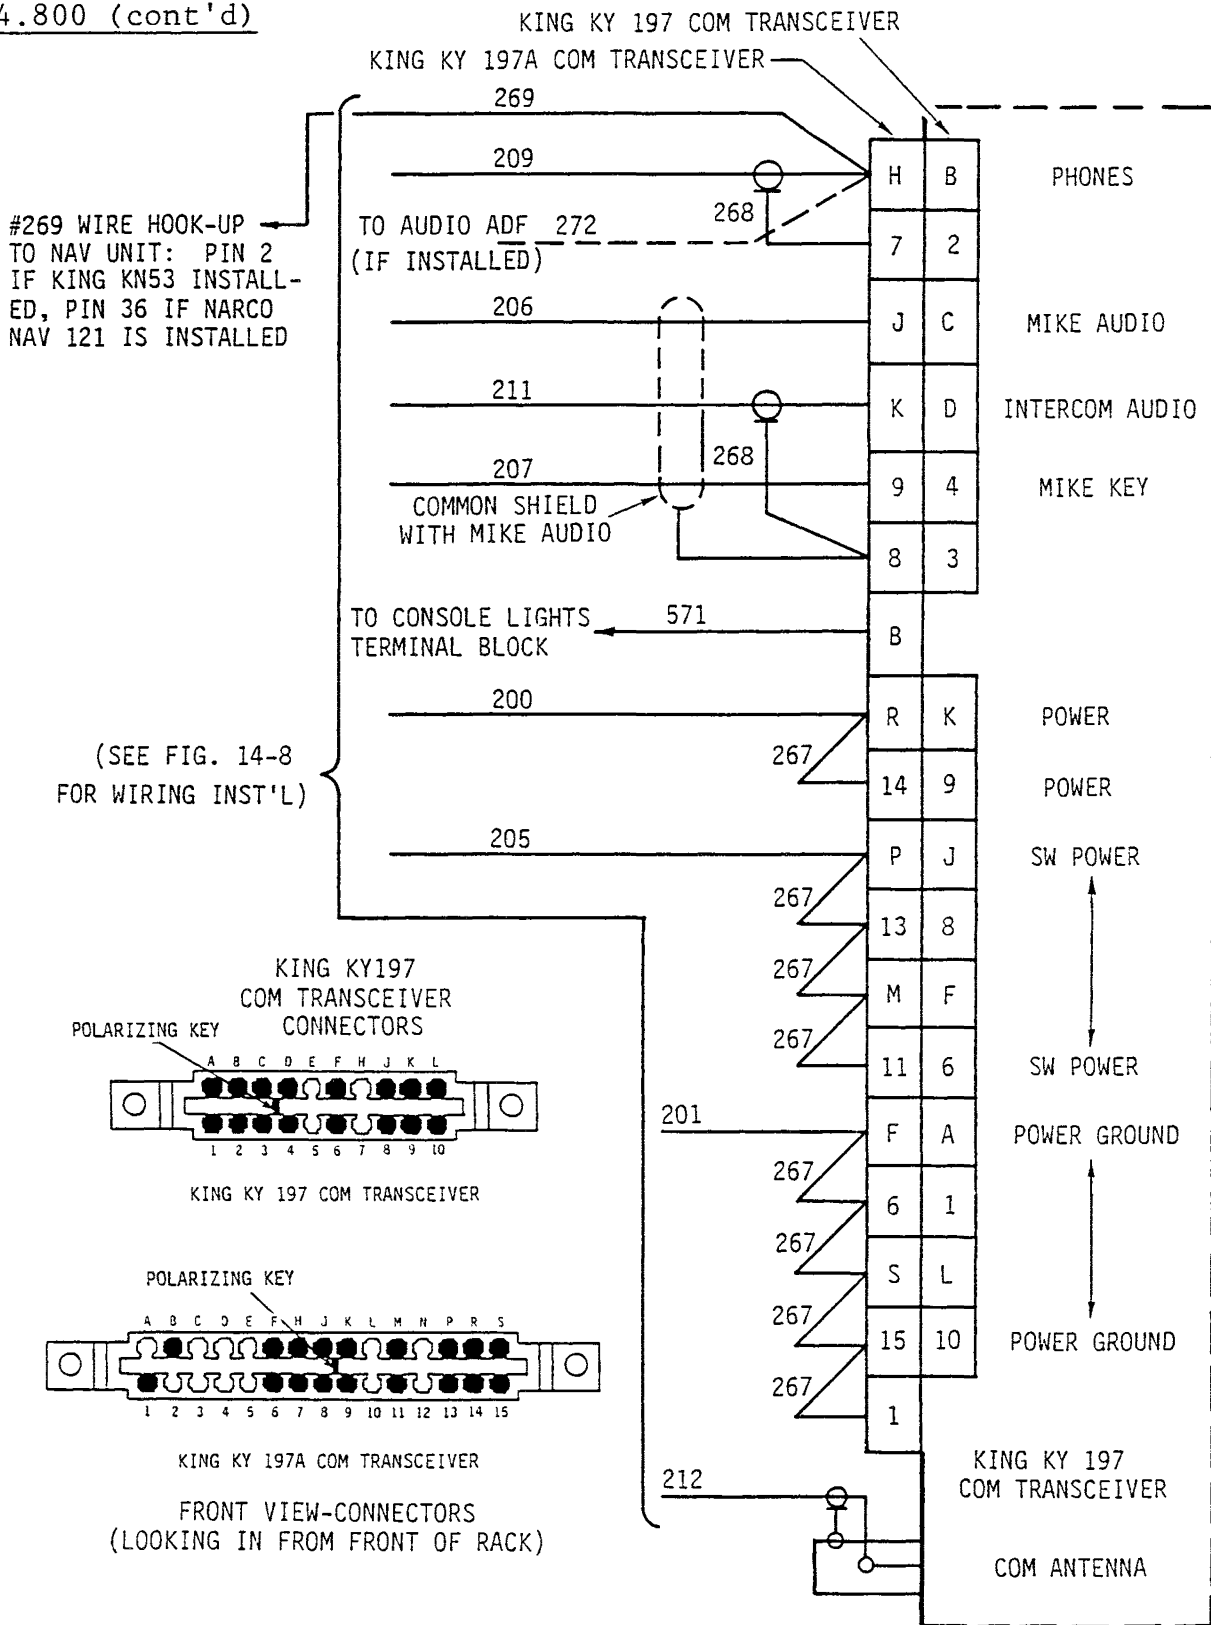 4.800 (cont'd)
KING KY 197 COM TRANSCEIVER
KING KY 197A COM TRANSCEIVER
269
209
H B PHONES
#269 WIRE HOOK-UP
TO NAV UNIT: PIN 2
IF KING KN53 INSTALL-
ED, PIN 36 IF NARCO
NAV 121 IS INSTALLED
TO AUDIO ADF 272
(IF INSTALLED)
268
7 2
206
J C MIKE AUDIO
211
K D INTERCOM AUDIO
268
207
9 4 MIKE KEY
COMMON SHIELD
WITH MIKE AUDIO
8 3
TO CONSOLE LIGHTS
TERMINAL BLOCK
571
B
200
R K POWER
(SEE FIG. 14-8
FOR WIRING INST'L)
267
14 9 POWER
205
P J SW POWER
267
13 8
267
M F
267
11 6 SW POWER
201
F A POWER GROUND
267
6 1
267
S L
267
15 10 POWER GROUND
267
1
KING KY197
COM TRANSCEIVER
CONNECTORS
POLARIZING KEY
A B C D E F H J K L
1 2 3 4 5 6 7 8 9 10
KING KY 197 COM TRANSCEIVER
POLARIZING KEY
A B C D E F H J K L M N P R S
1 2 3 4 5 6 7 8 9 10 11 12 13 14 15
KING KY 197A COM TRANSCEIVER
FRONT VIEW-CONNECTORS
(LOOKING IN FROM FRONT OF RACK)
212
KING KY 197
COM TRANSCEIVER
COM ANTENNA